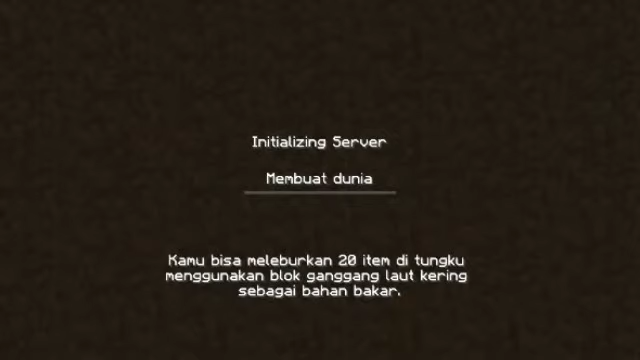 Initializing Server
Membuat dunia
Kamu bisa meleburkan 20 item di tungku
menggunakan blok ganggang laut kering
sebagai bahan bakar.